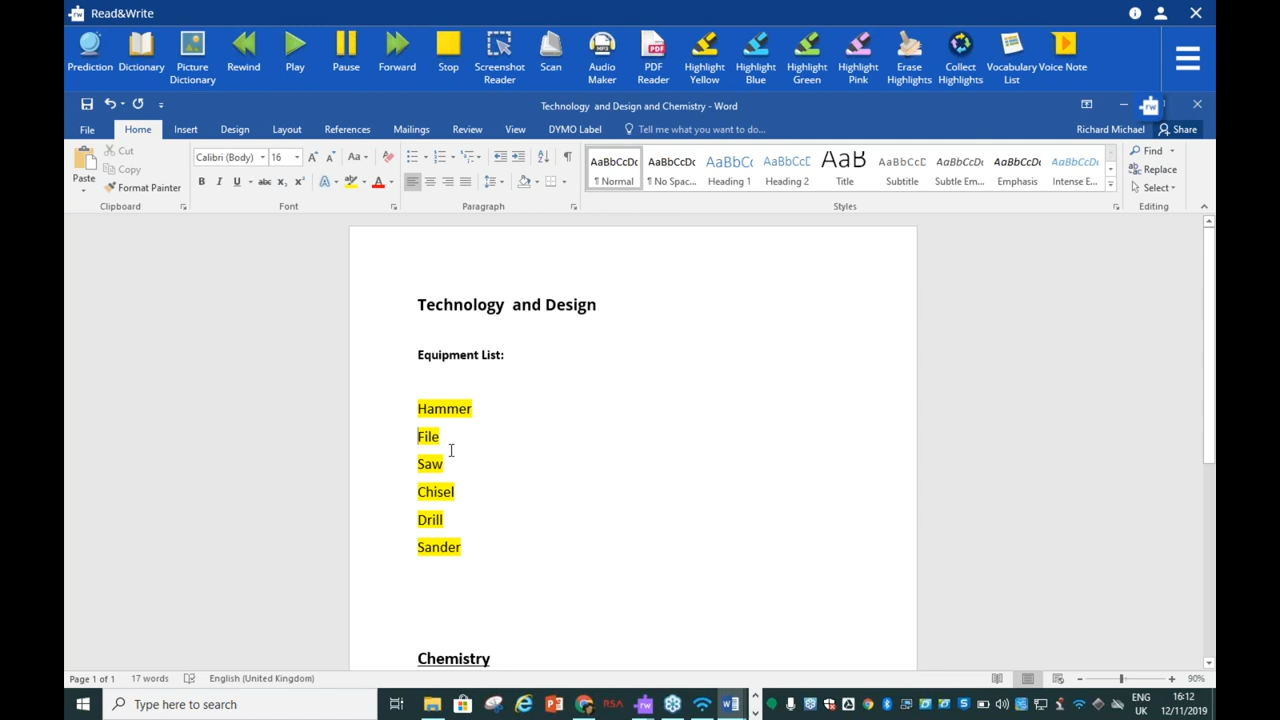 Read&Write
Prediction Dictionary Picture Dictionary Rewind Play Pause Forward Stop Screenshot Reader Scan Audio Maker PDF Reader Highlight Yellow Highlight Blue Highlight Green Highlight Pink Erase Highlights Collect Highlights Vocabulary List Voice Note
Technology and Design and Chemistry - Word
File Home Insert Design Layout References Mailings Review View DYMO Label Tell me what you want to do... Richard Michael Share
Paste Cut Copy Format Painter
Calibri (Body) 16
AaBbCcDc AaBbCcDc AaBbC AaBbCcC AaB AaBbCcD AaBbCcDc AaBbCcDc AaBbCcDc
¶ Normal ¶ No Spac... Heading 1 Heading 2 Title Subtitle Subtle Em... Emphasis Intense E...
Find
Replace
Select
Clipboard Font Paragraph Styles Editing
Technology and Design
Equipment List:
Hammer
File
Saw
Chisel
Drill
Sander
Chemistry
Page 1 of 1 17 words English (United Kingdom) 90%
Type here to search
ENG
UK
16:12
12/11/2019